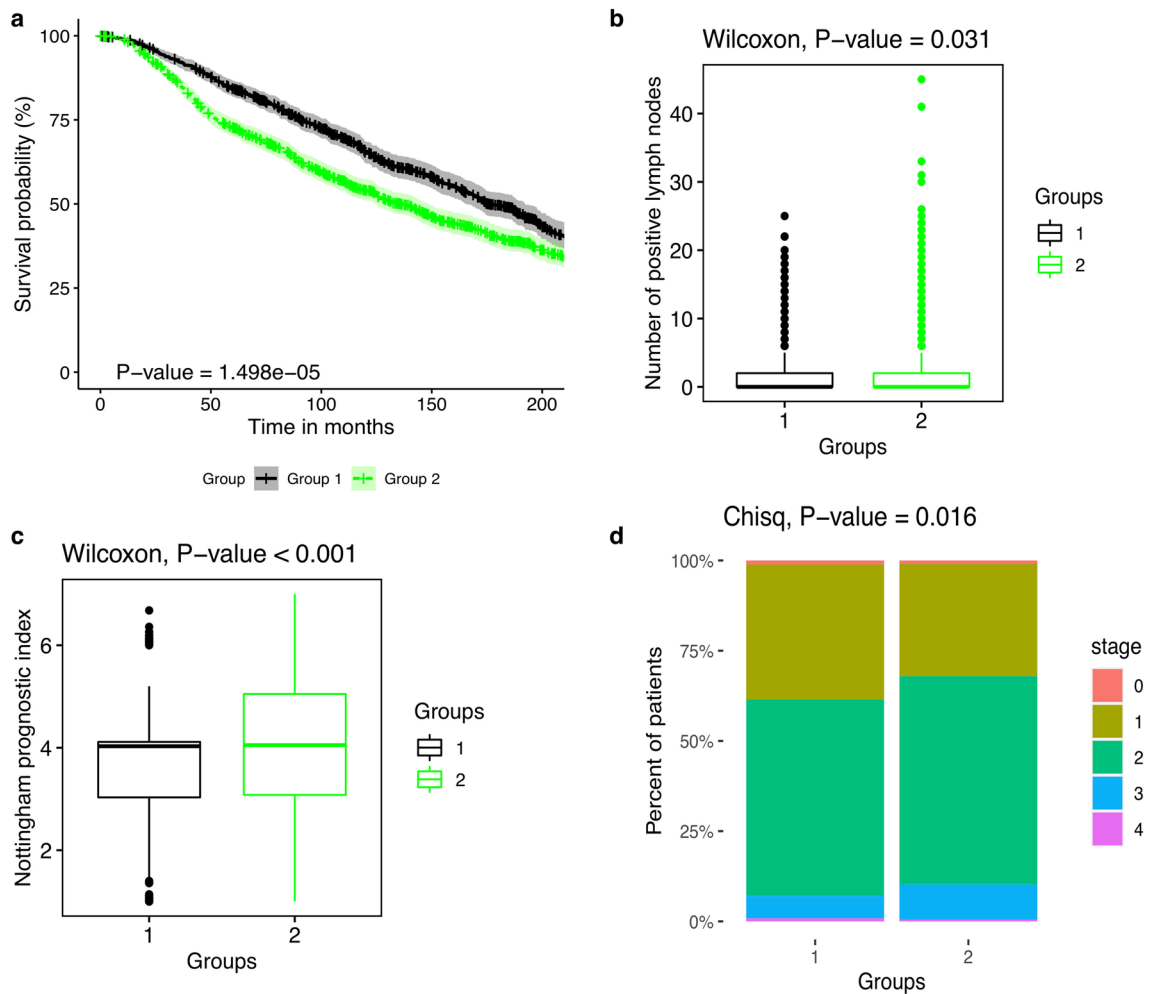 a
100
75
50
25
0
Survival probability (%)
P−value = 1.498e−05
0 50 100 150 200
Time in months
Group Group 1 Group 2
b
Wilcoxon, P−value = 0.031
40
30
20
10
0
Number of positive lymph nodes
1 2
Groups
Groups
1
2
c
Wilcoxon, P−value < 0.001
6
4
2
Nottingham prognostic index
1 2
Groups
Groups
1
2
d
Chisq, P−value = 0.016
100%
75%
50%
25%
0%
Percent of patients
1 2
Groups
stage
0
1
2
3
4